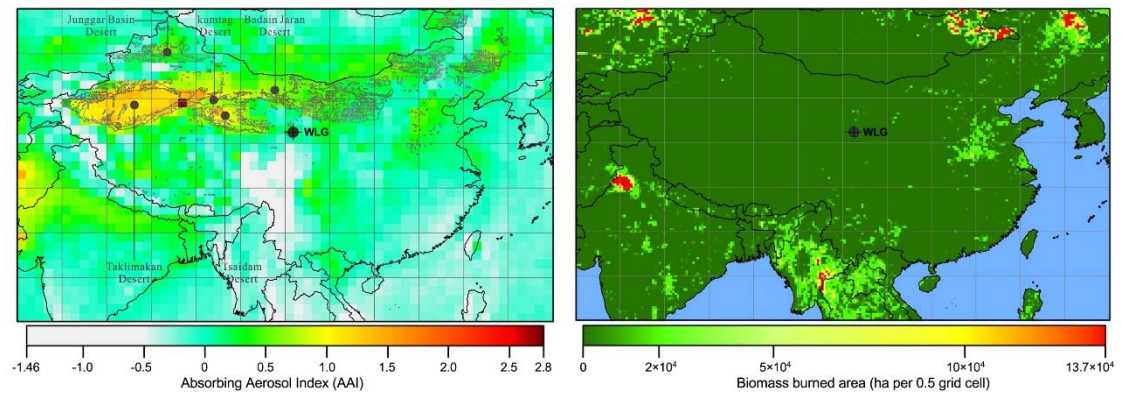 Junggar Basin
Desert
kumtag
Desert
Badain Jaran
Desert
WLG
Taklimakan
Desert
Tsaidam
Desert
-1.46 -1.0 -0.5 0 0.5 1.0 1.5 2.0 2.5 2.8
Absorbing Aerosol Index (AAI)
WLG
0 2×10⁴ 5×10⁴ 10×10⁴ 13.7×10⁴
Biomass burned area (ha per 0.5 grid cell)